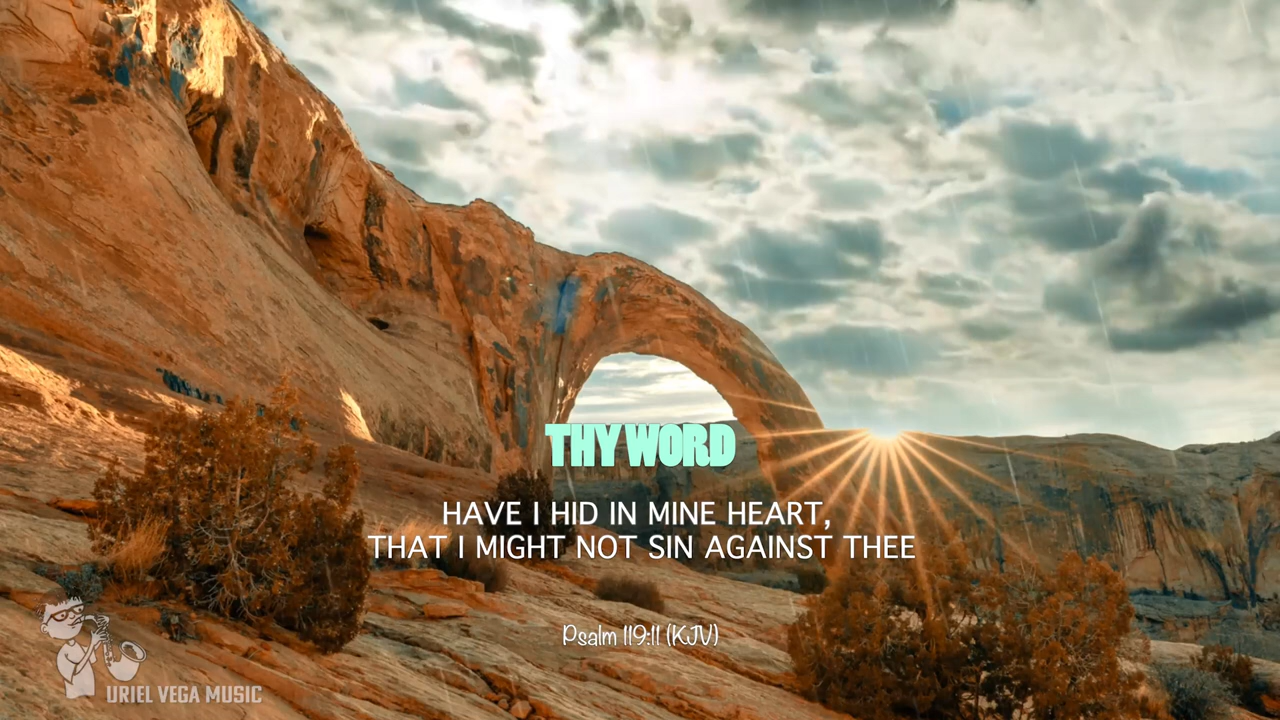 THY WORD
HAVE I HID IN MINE HEART,
THAT I MIGHT NOT SIN AGAINST THEE
Psalm 119:11 (KJV)
URIEL VEGA MUSIC